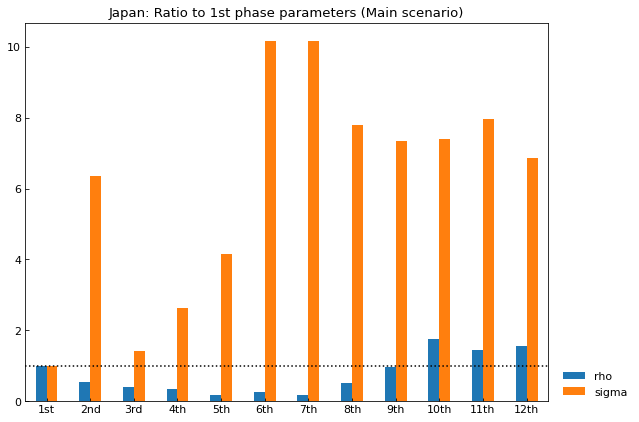 Japan: Ratio to 1st phase parameters (Main scenario)
10
8
6
4
2
0
1st 2nd 3rd 4th 5th 6th 7th 8th 9th 10th 11th 12th
rho
sigma